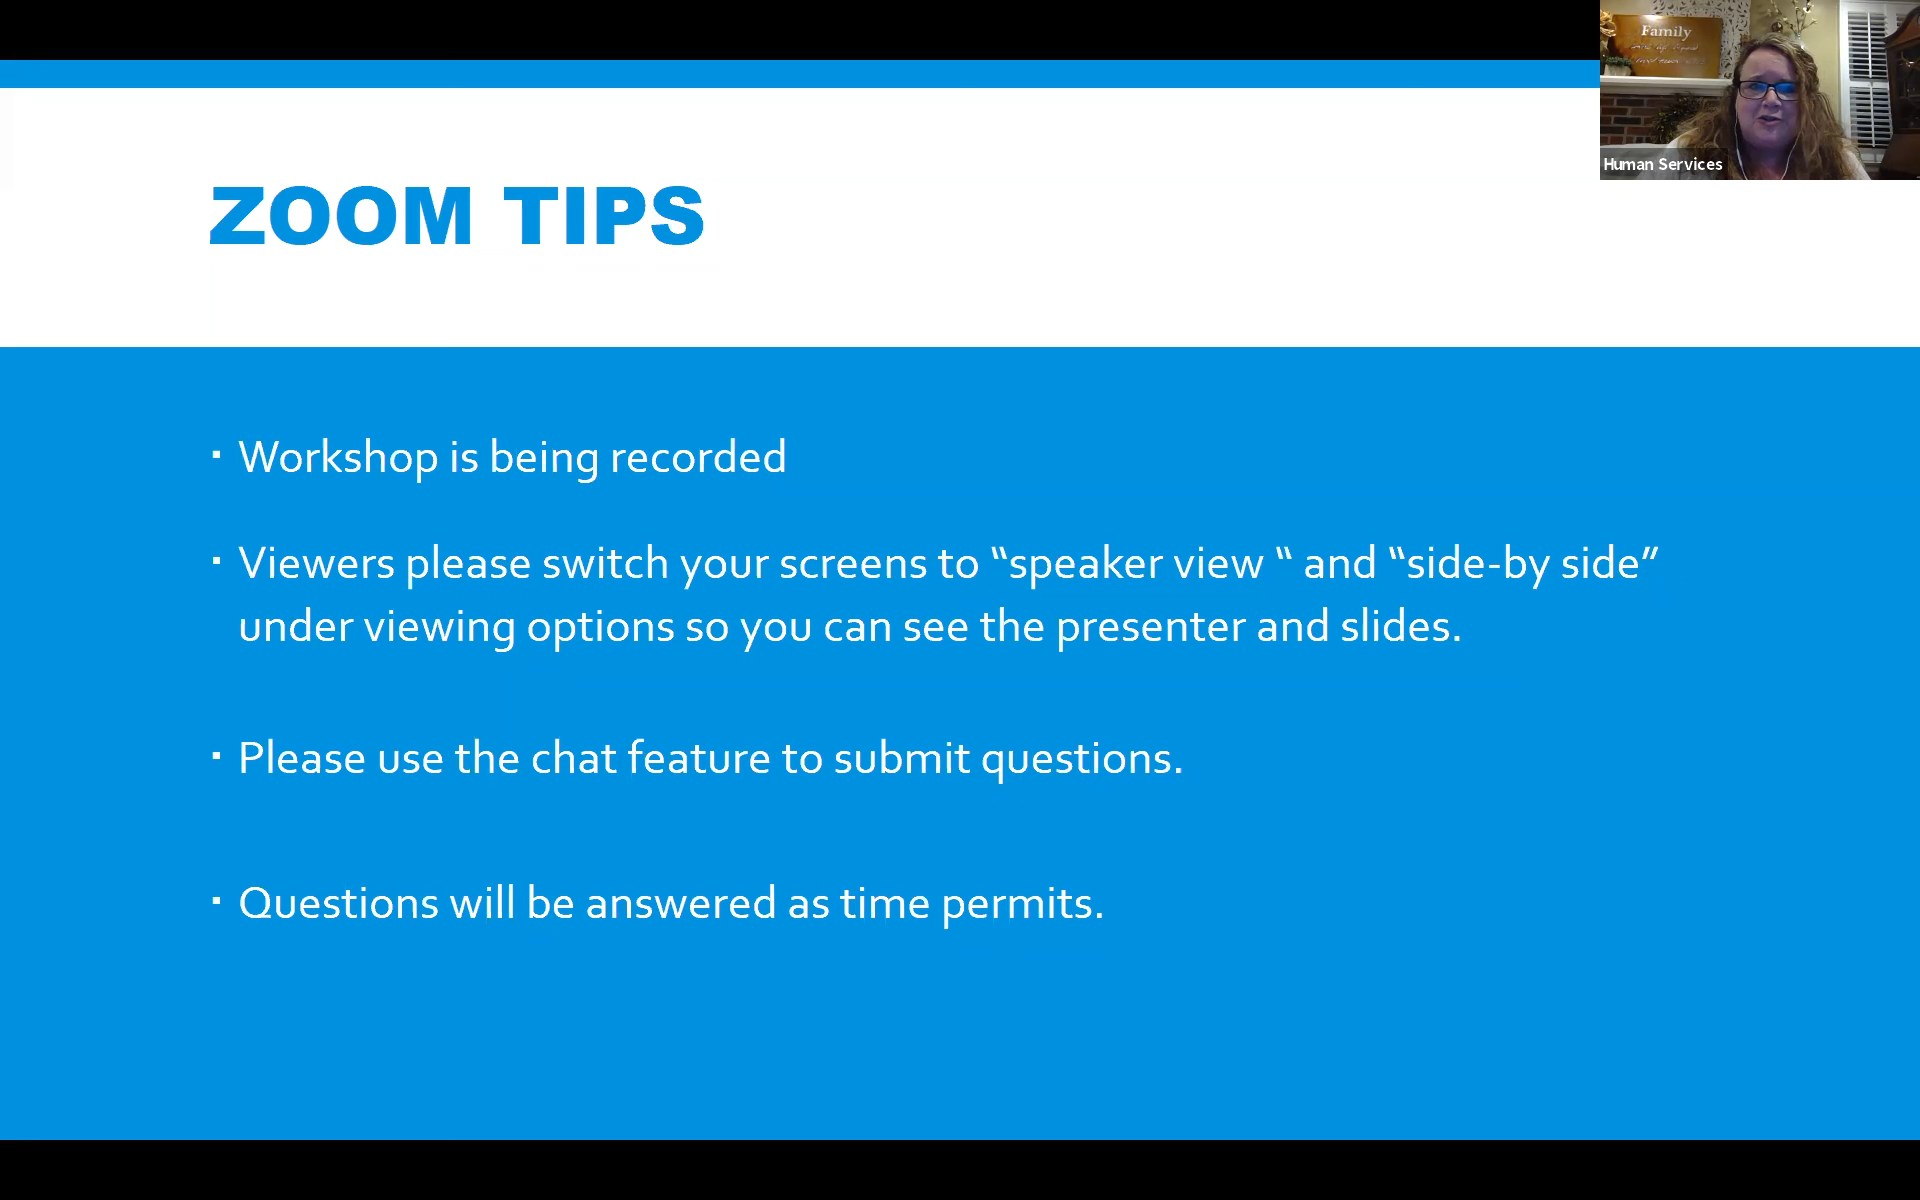 Family
Human Services
ZOOM TIPS
▪ Workshop is being recorded
▪ Viewers please switch your screens to “speaker view “ and “side-by side”
under viewing options so you can see the presenter and slides.
▪ Please use the chat feature to submit questions.
▪ Questions will be answered as time permits.